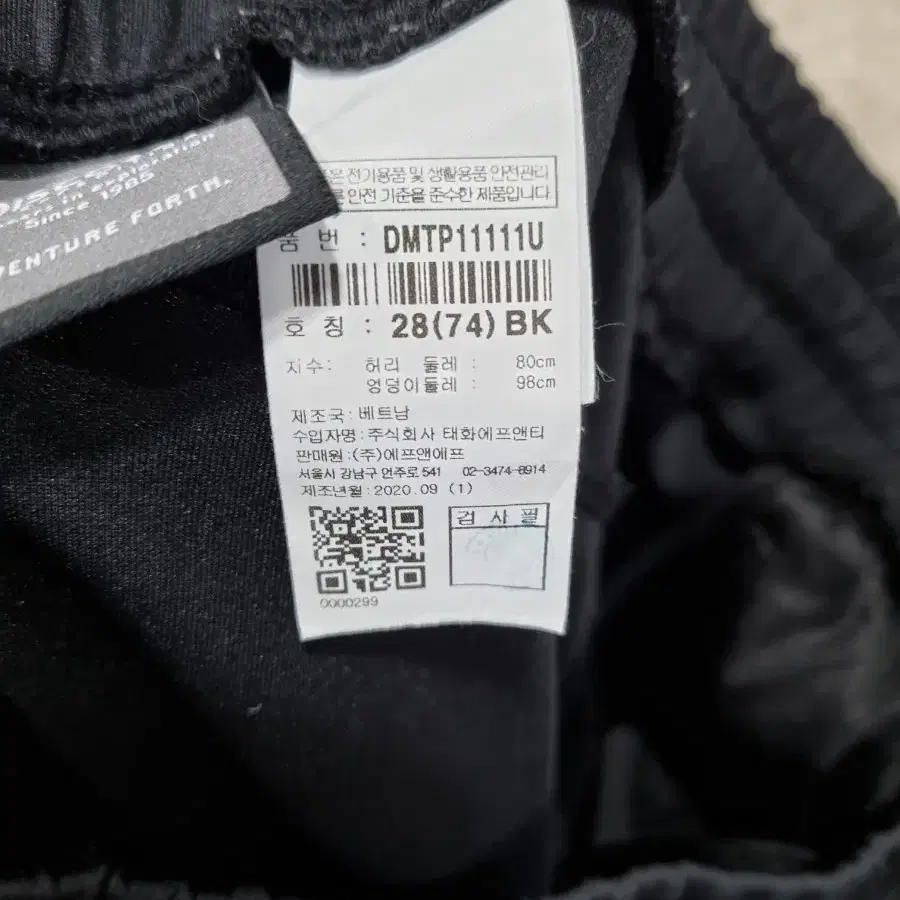 Since 1985
VENTURE FORTH.
은 전기용품 및 생활용품 안전관리
른 안전 기준을 준수한 제품입니다
품 번 : DMTP11111U
호 칭 : 28(74) BK
치수: 허리 둘레 : 80cm
엉덩이둘레 : 98cm
제조국: 베트남
수입자명: 주식회사 태화에프앤티
판매원: (주)에프앤에프
서울시 강남구 언주로 541 02-3474-8914
제조년월: 2020.09 (1)
검 사 필
0000299